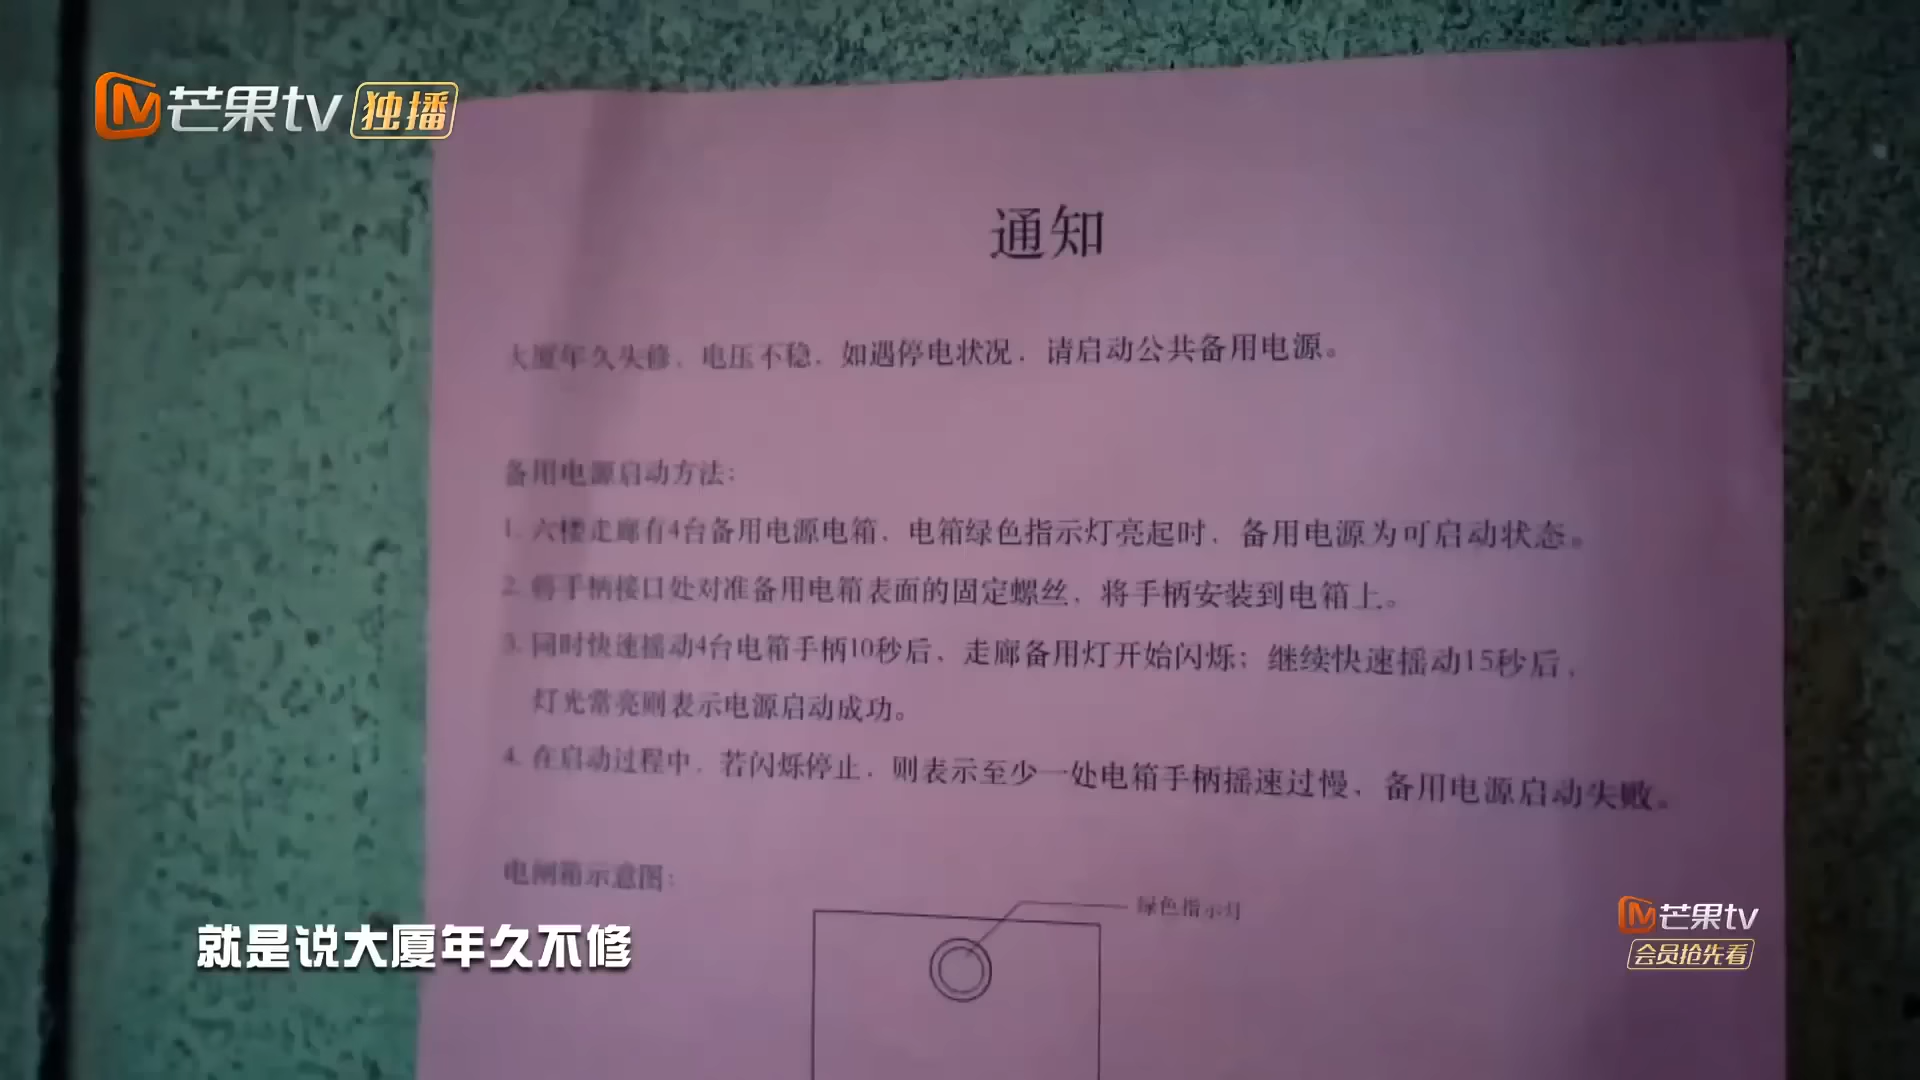 芒果tv 独播
通知
大厦年久失修，电压不稳，如遇停电状况，请启动公共备用电源。
备用电源启动方法：
1. 六楼走廊有4台备用电源电箱，电箱绿色指示灯亮起时，备用电源为可启动状态。
2. 将手柄接口处对准备用电箱表面的固定螺丝，将手柄安装到电箱上。
3. 同时快速摇动4台电箱手柄10秒后，走廊备用灯开始闪烁；继续快速摇动15秒后，
灯光常亮则表示电源启动成功。
4. 在启动过程中，若闪烁停止，则表示至少一处电箱手柄摇速过慢，备用电源启动失败。
电闸箱示意图：
绿色指示灯
就是说大厦年久不修
芒果tv
会员抢先看